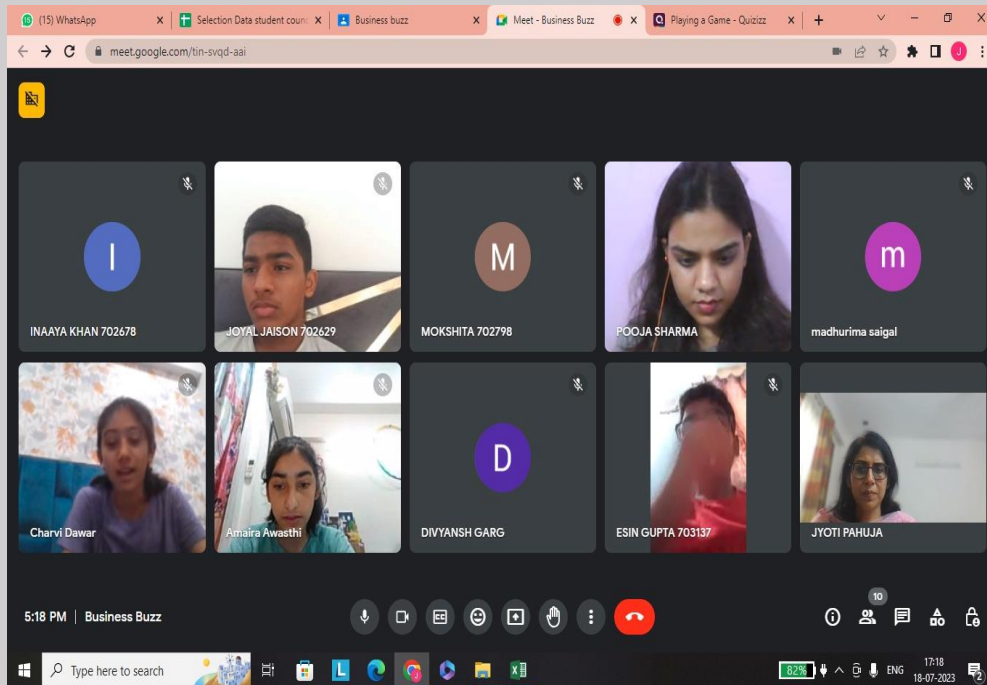 (15) WhatsApp
Selection Data student counc
Business buzz
Meet - Business Buzz
Playing a Game - Quizizz
meet.google.com/tin-svqd-aai
J
I
INAAYA KHAN 702678
JOYAL JAISON 702629
M
MOKSHITA 702798
POOJA SHARMA
m
madhurima saigal
Charvi Dawar
Amaira Awasthi
D
DIVYANSH GARG
ESIN GUPTA 703137
JYOTI PAHUJA
5:18 PM | Business Buzz
CC
10
Type here to search
L
82%
ENG
17:18
18-07-2023
2